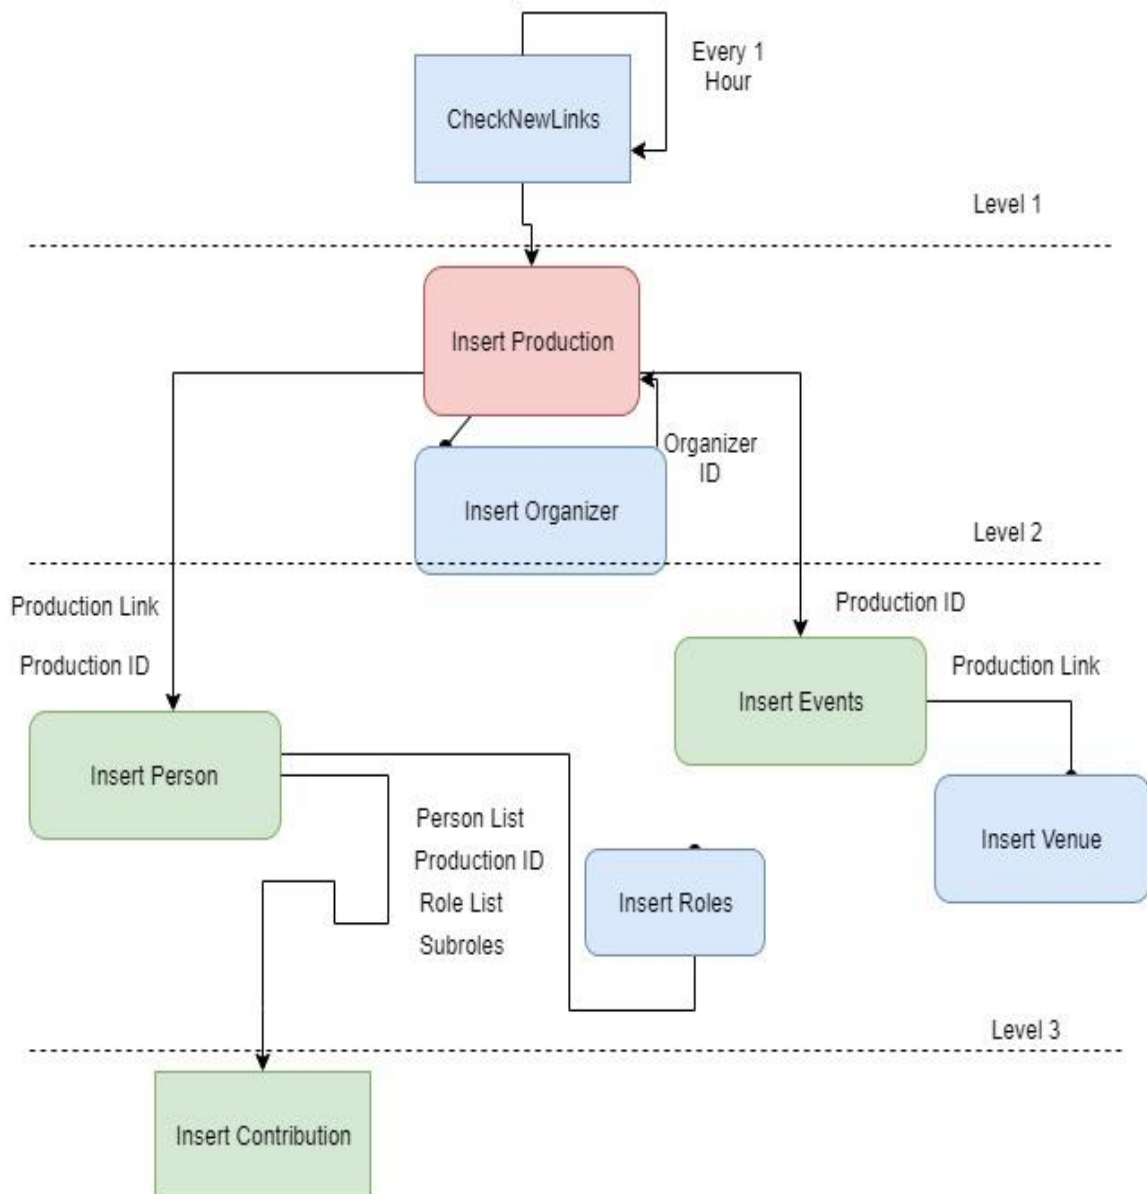 Every 1
Hour
CheckNewLinks
Level 1
Insert Production
Organizer
ID
Insert Organizer
Level 2
Production Link
Production ID
Production ID
Production Link
Insert Events
Insert Person
Person List
Production ID
Role List
Subroles
Insert Roles
Insert Venue
Level 3
Insert Contribution